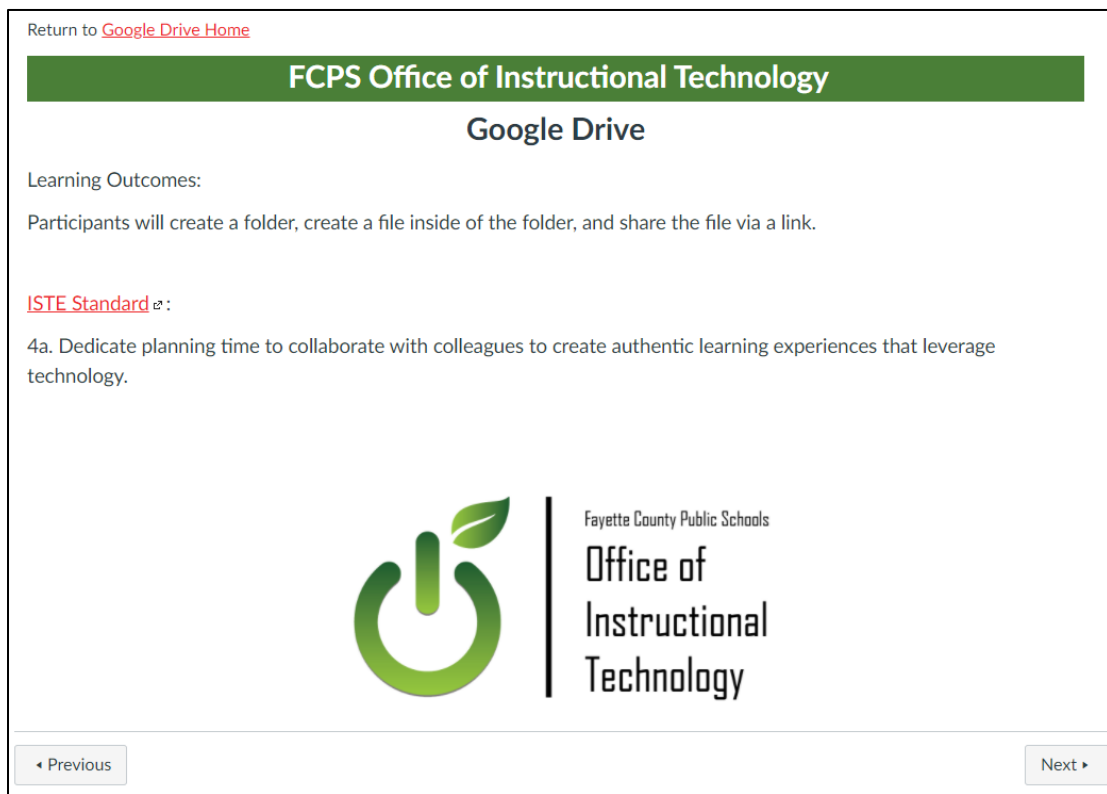 Return to Google Drive Home
FCPS Office of Instructional Technology
Google Drive
Learning Outcomes:
Participants will create a folder, create a file inside of the folder, and share the file via a link.
ISTE Standard :
4a. Dedicate planning time to collaborate with colleagues to create authentic learning experiences that leverage
technology.
Fayette County Public Schools
Office of
Instructional
Technology
Previous
Next